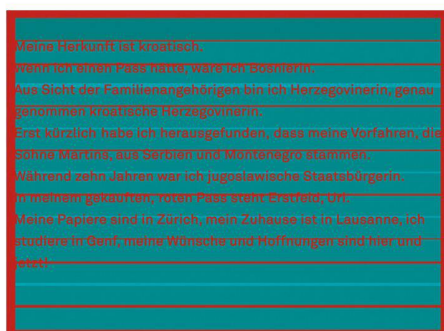 Meine Herkunft ist kroatisch.
Wenn ich einen Pass hätte, wäre ich Bosnierin.
Aus Sicht der Familienangehörigen bin ich Herzegovinerin, genau
genommen kroatische Herzegovinerin.
Erst kürzlich habe ich herausgefunden, dass meine Vorfahren, die
Söhne Martins, aus Serbien und Montenegro stammen.
Während zehn Jahren war ich jugoslawische Staatsbürgerin.
In meinem gekauften, roten Pass steht Erstfeld, Uri.
Meine Papiere sind in Zürich, mein Zuhause ist in Lausanne, ich
studiere in Genf, meine Wünsche und Hoffnungen sind hier und
jetzt!